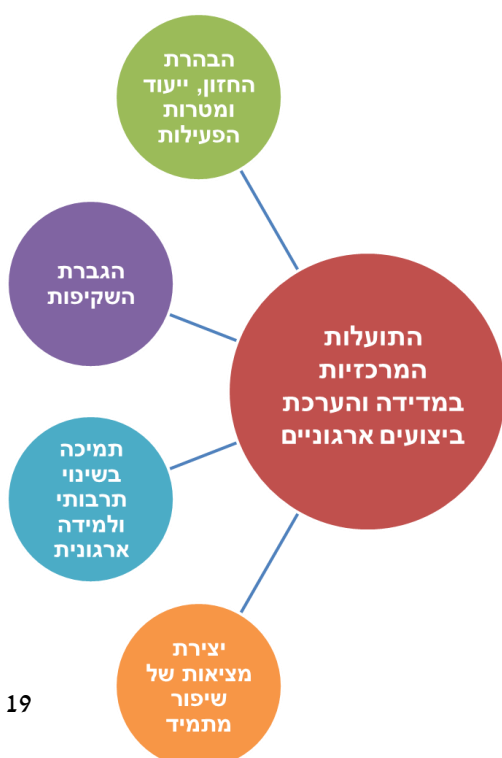 הבהרת
החזון, ייעוד
ומטרות
הפעילות
הגברת
השקיפות
התועלות
המרכזיות
במדידה והערכת
ביצועים ארגוניים
תמיכה
בשינוי
תרבותי
ולמידה
ארגונית
יצירת
מציאות של
שיפור
מתמיד
19